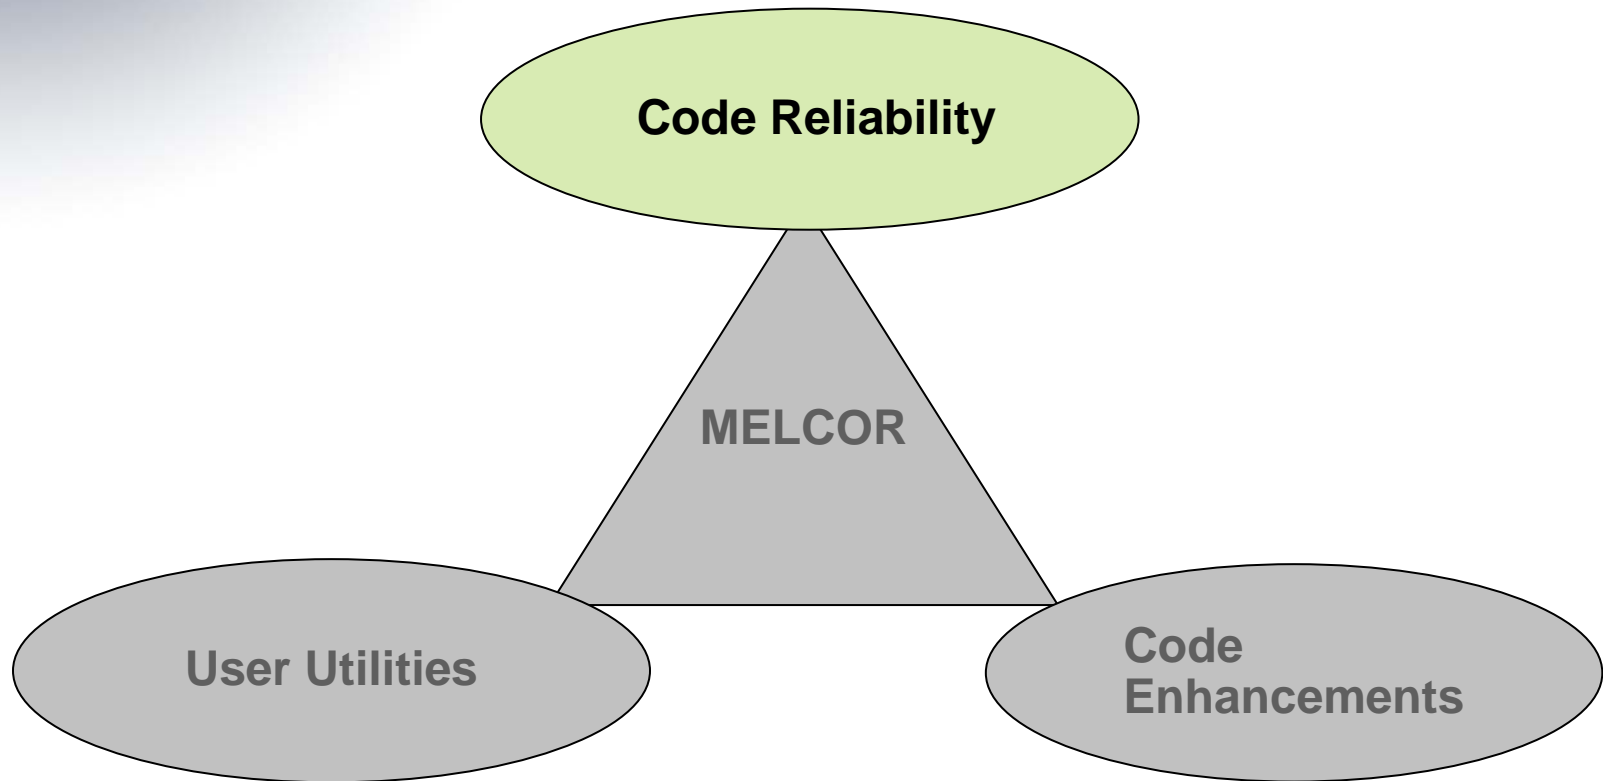 Code Reliability
MELCOR
User Utilities
Code
Enhancements